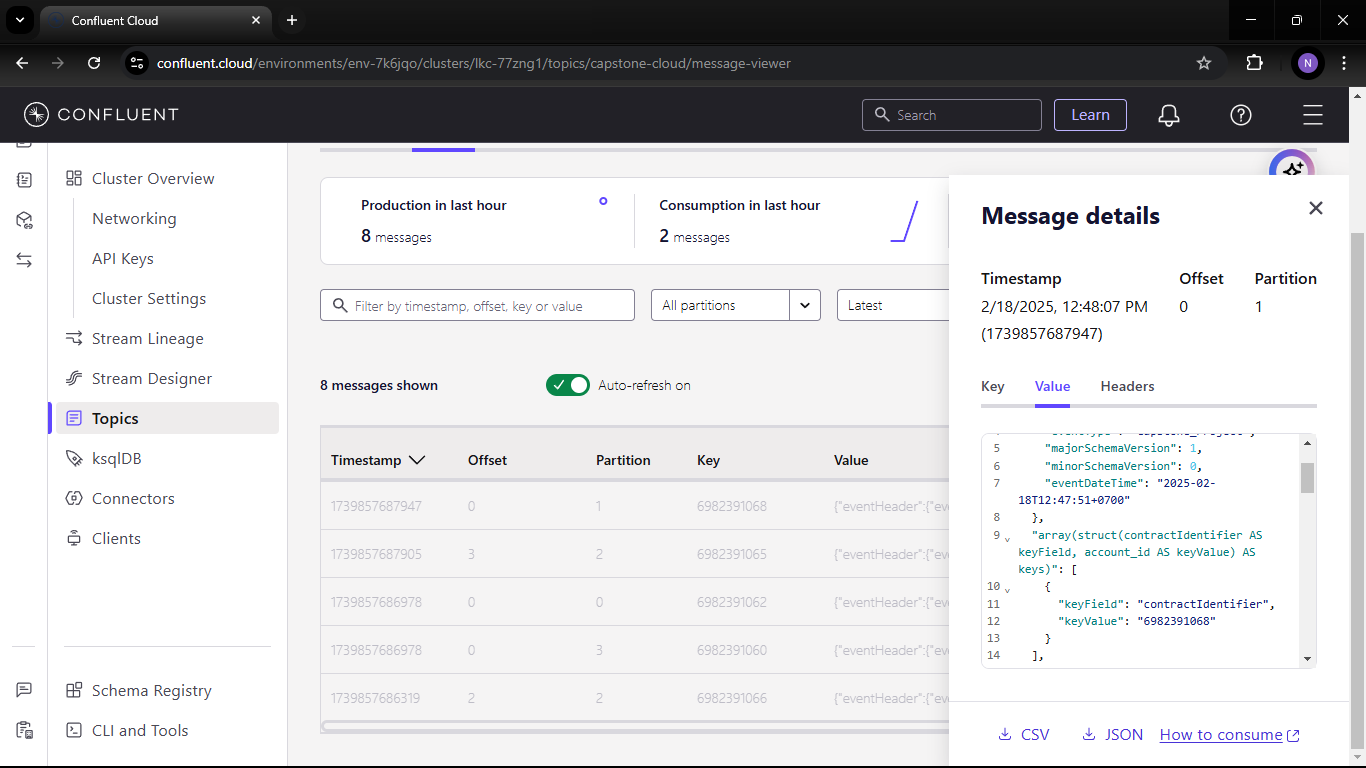 Confluent Cloud
confluent.cloud/environments/env-7k6jqo/clusters/lkc-77zng1/topics/capstone-cloud/message-viewer
N
CONFLUENT
Search
Learn
Cluster Overview
Networking
API Keys
Cluster Settings
Stream Lineage
Stream Designer
Topics
ksqlDB
Connectors
Clients
Schema Registry
CLI and Tools
Production in last hour
8 messages
Consumption in last hour
2 messages
Filter by timestamp, offset, key or value
All partitions
Latest
8 messages shown
Auto-refresh on
Timestamp Offset Partition Key Value
1739857687947 0 1 6982391068 {"eventHeader":{"eve
1739857687905 3 2 6982391065 {"eventHeader":{"eve
1739857686978 0 0 6982391062 {"eventHeader":{"eve
1739857686978 0 3 6982391060 {"eventHeader":{"eve
1739857686319 2 2 6982391066 {"eventHeader":{"eve
Message details
Timestamp Offset Partition
2/18/2025, 12:48:07 PM 0 1
(1739857687947)
Key Value Headers
5 "majorSchemaVersion": 1,
6 "minorSchemaVersion": 0,
7 "eventDateTime": "2025-02-
18T12:47:51+0700"
8 },
9 "array(struct(contractIdentifier AS
keyField, account_id AS keyValue) AS
keys)": [
10 {
11 "keyField": "contractIdentifier",
12 "keyValue": "6982391068"
13 }
14 ],
CSV JSON How to consume